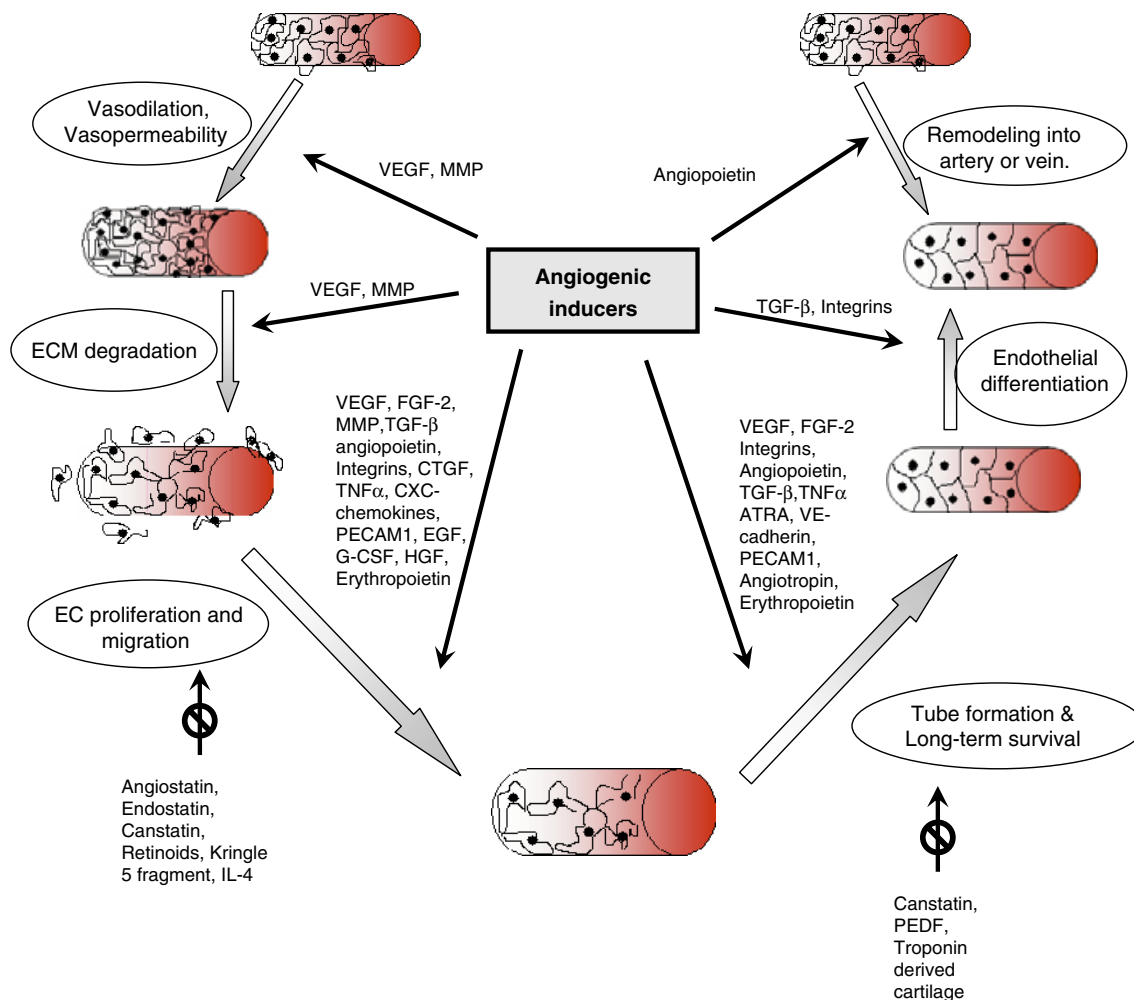 Vasodilation,
Vasopermeability
VEGF, MMP
Angiopoietin
Remodeling into
artery or vein.
Angiogenic
inducers
VEGF, MMP
TGF-β, Integrins
ECM degradation
Endothelial
differentiation
VEGF, FGF-2,
MMP,TGF-β
angiopoietin,
Integrins, CTGF,
TNFα, CXC-
chemokines,
PECAM1, EGF,
G-CSF, HGF,
Erythropoietin
VEGF, FGF-2
Integrins,
Angiopoietin,
TGF-β,TNFα
ATRA, VE-
cadherin,
PECAM1,
Angiotropin,
Erythropoietin
EC proliferation and
migration
Tube formation &
Long-term survival
Angiostatin,
Endostatin,
Canstatin,
Retinoids, Kringle
5 fragment, IL-4
Canstatin,
PEDF,
Troponin
derived
cartilage